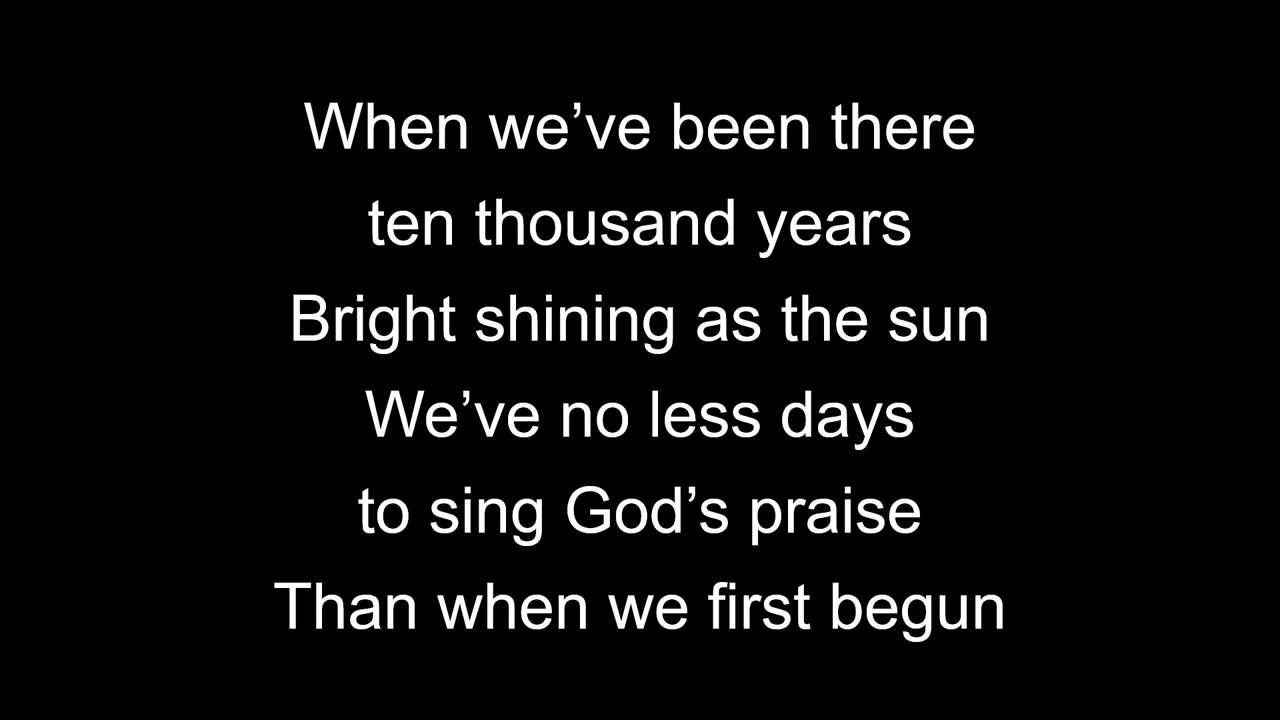 When we’ve been there
ten thousand years
Bright shining as the sun
We’ve no less days
to sing God’s praise
Than when we first begun